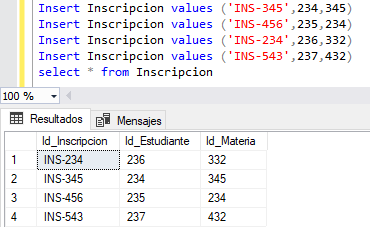 Insert Inscripcion values ('INS-345',234,345)
Insert Inscripcion values ('INS-456',235,234)
Insert Inscripcion values ('INS-234',236,332)
Insert Inscripcion values ('INS-543',237,432)
select * from Inscripcion
100 %
Resultados Mensajes
Id_Inscripcion Id_Estudiante Id_Materia
1 INS-234 236 332
2 INS-345 234 345
3 INS-456 235 234
4 INS-543 237 432